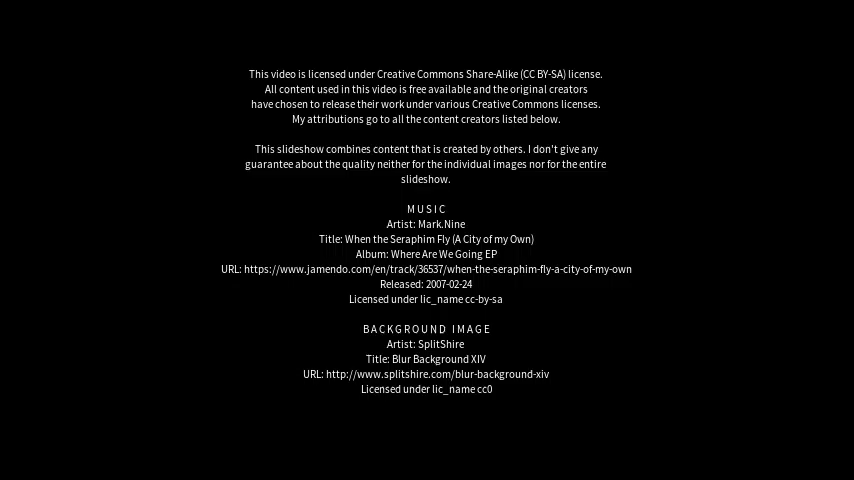 This video is licensed under Creative Commons Share-Alike (CC BY-SA) license.
All content used in this video is free available and the original creators
have chosen to release their work under various Creative Commons licenses.
My attributions go to all the content creators listed below.
This slideshow combines content that is created by others. I don't give any
guarantee about the quality neither for the individual images nor for the entire
slideshow.
MUSIC
Artist: Mark.Nine
Title: When the Seraphim Fly (A City of my Own)
Album: Where Are We Going EP
URL: https://www.jamendo.com/en/track/36537/when-the-seraphim-fly-a-city-of-my-own
Released: 2007-02-24
Licensed under lic_name cc-by-sa
BACKGROUND IMAGE
Artist: SplitShire
Title: Blur Background XIV
URL: http://www.splitshire.com/blur-background-xiv
Licensed under lic_name cc0